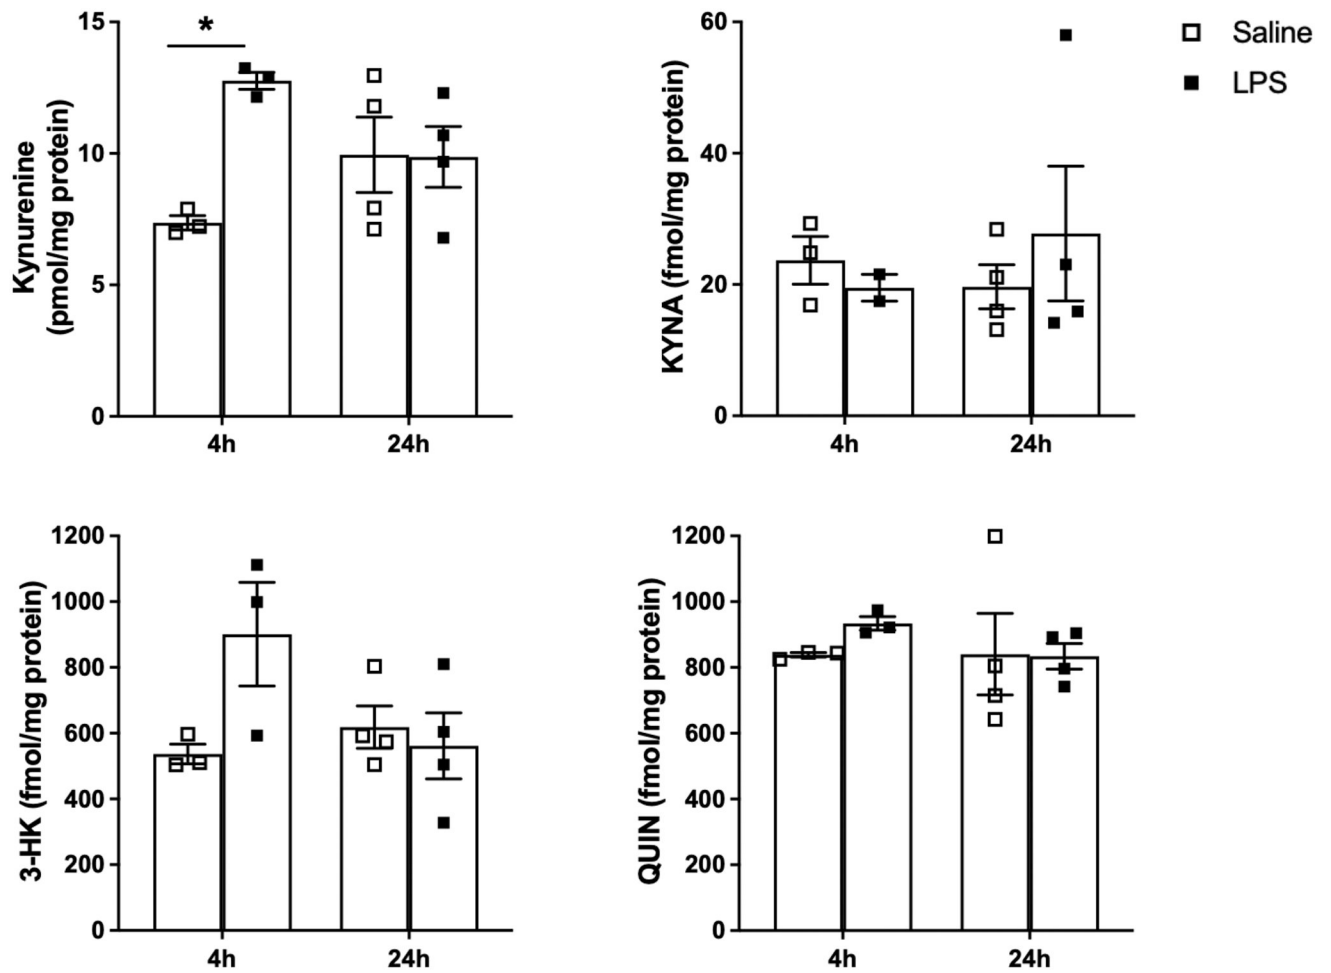 Kynurenine
(pmol/mg protein)
15
10
5
0
*
4h
24h
KYNA (fmol/mg protein)
60
40
20
0
4h
24h
Saline
LPS
3-HK (fmol/mg protein)
1200
1000
800
600
400
200
0
4h
24h
QUIN (fmol/mg protein)
1200
1000
800
600
400
200
0
4h
24h